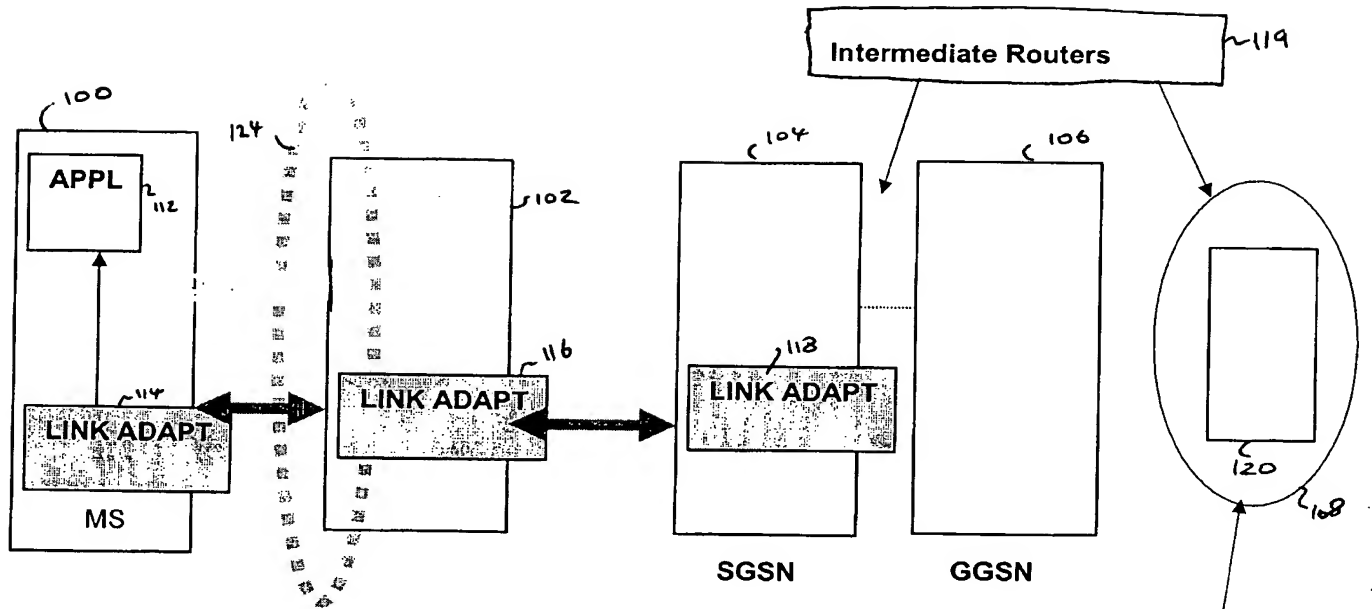 Intermediate Routers
119
100
124
104
106
APPL
112
102
116
118
114
LINK ADAPT
LINK ADAPT
LINK ADAPT
120
108
MS
SGSN
GGSN